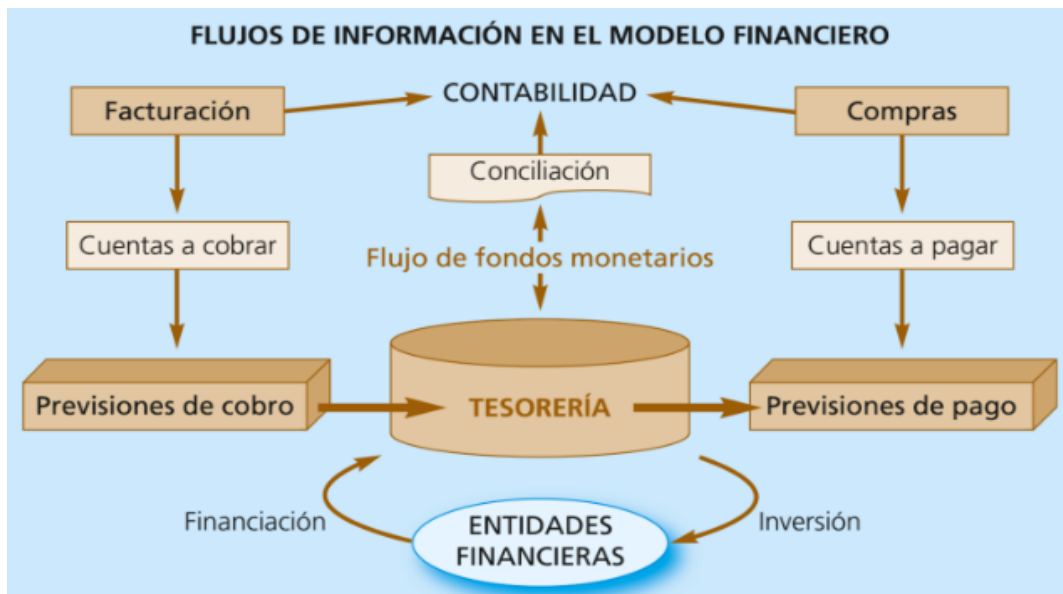 FLUJOS DE INFORMACIÓN EN EL MODELO FINANCIERO
Facturación
CONTABILIDAD
Compras
Conciliación
Cuentas a cobrar
Flujo de fondos monetarios
Cuentas a pagar
Previsiones de cobro
TESORERÍA
Previsiones de pago
Financiación
ENTIDADES
FINANCIERAS
Inversión